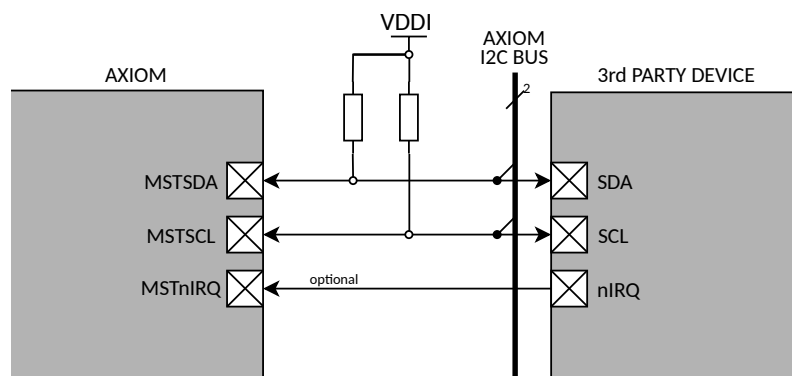 VDDI
AXIOM
I2C BUS
AXIOM
3rd PARTY DEVICE
2
MSTSDA
SDA
MSTSCL
SCL
MSTnIRQ
optional
nIRQ